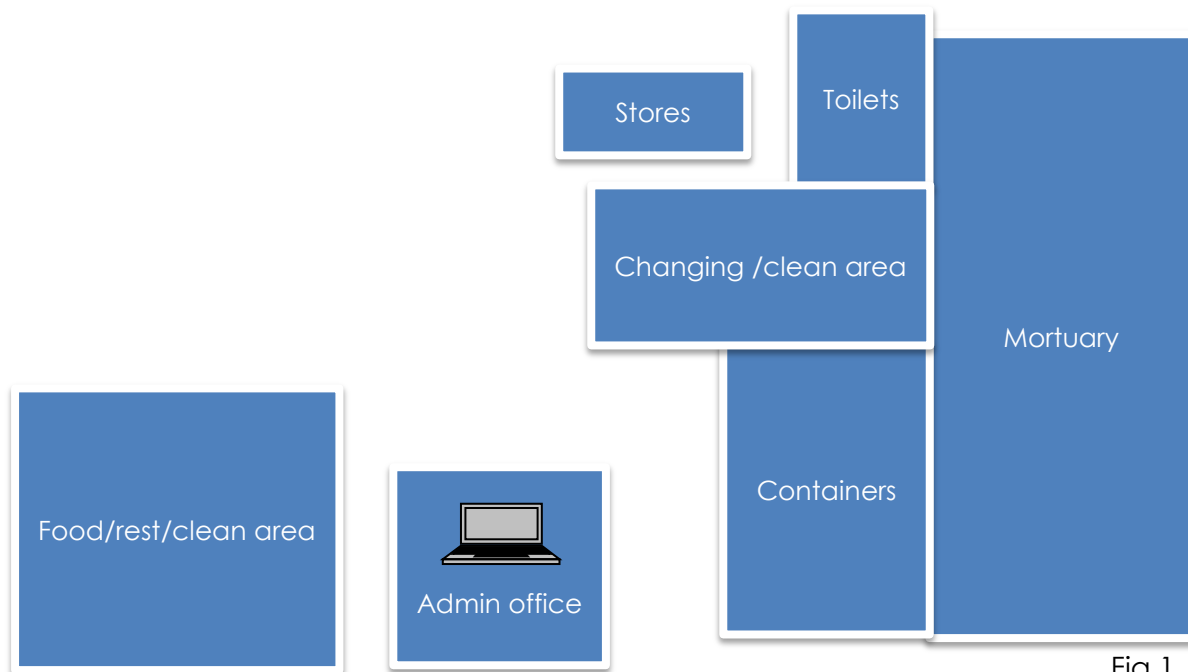 Toilets
Stores
Changing /clean area
Mortuary
Containers
Food/rest/clean area
Admin office
Fig 1